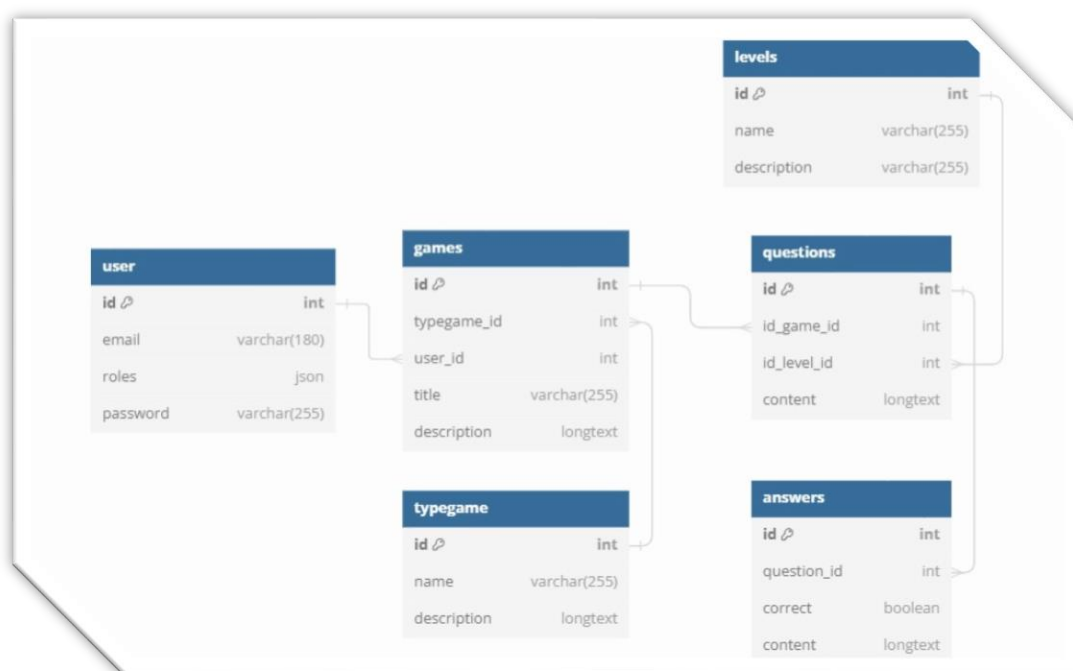 levels
id int
name varchar(255)
description varchar(255)
user
id int
email varchar(180)
roles json
password varchar(255)
games
id int
typegame_id int
user_id int
title varchar(255)
description longtext
questions
id int
id_game_id int
id_level_id int
content longtext
typegame
id int
name varchar(255)
description longtext
answers
id int
question_id int
correct boolean
content longtext